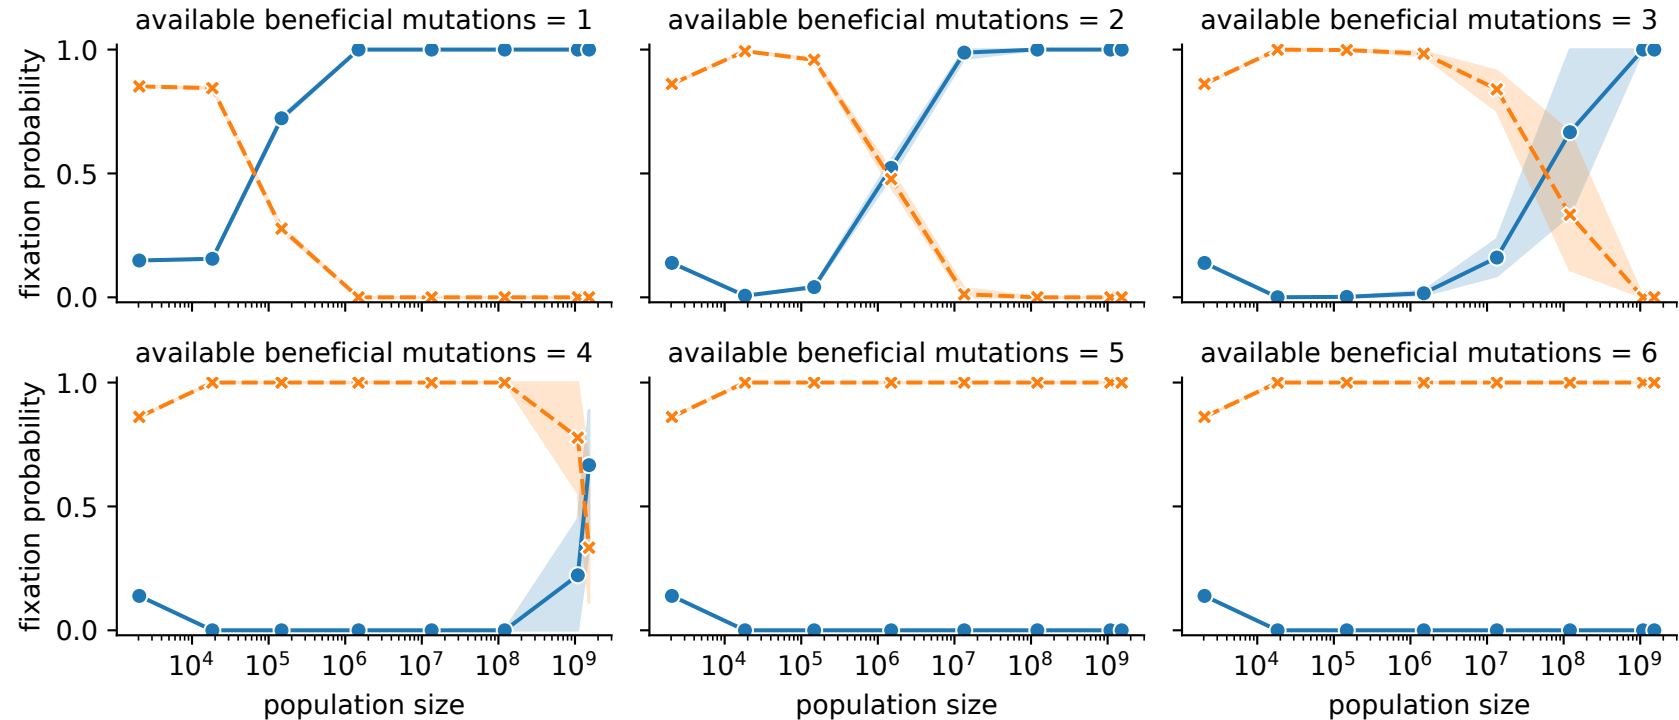 available beneficial mutations = 1
available beneficial mutations = 2
available beneficial mutations = 3
fixation probability
1.0
0.5
0.0
available beneficial mutations = 4
available beneficial mutations = 5
available beneficial mutations = 6
fixation probability
1.0
0.5
0.0
10⁴ 10⁵ 10⁶ 10⁷ 10⁸ 10⁹
10⁴ 10⁵ 10⁶ 10⁷ 10⁸ 10⁹
10⁴ 10⁵ 10⁶ 10⁷ 10⁸ 10⁹
population size
population size
population size